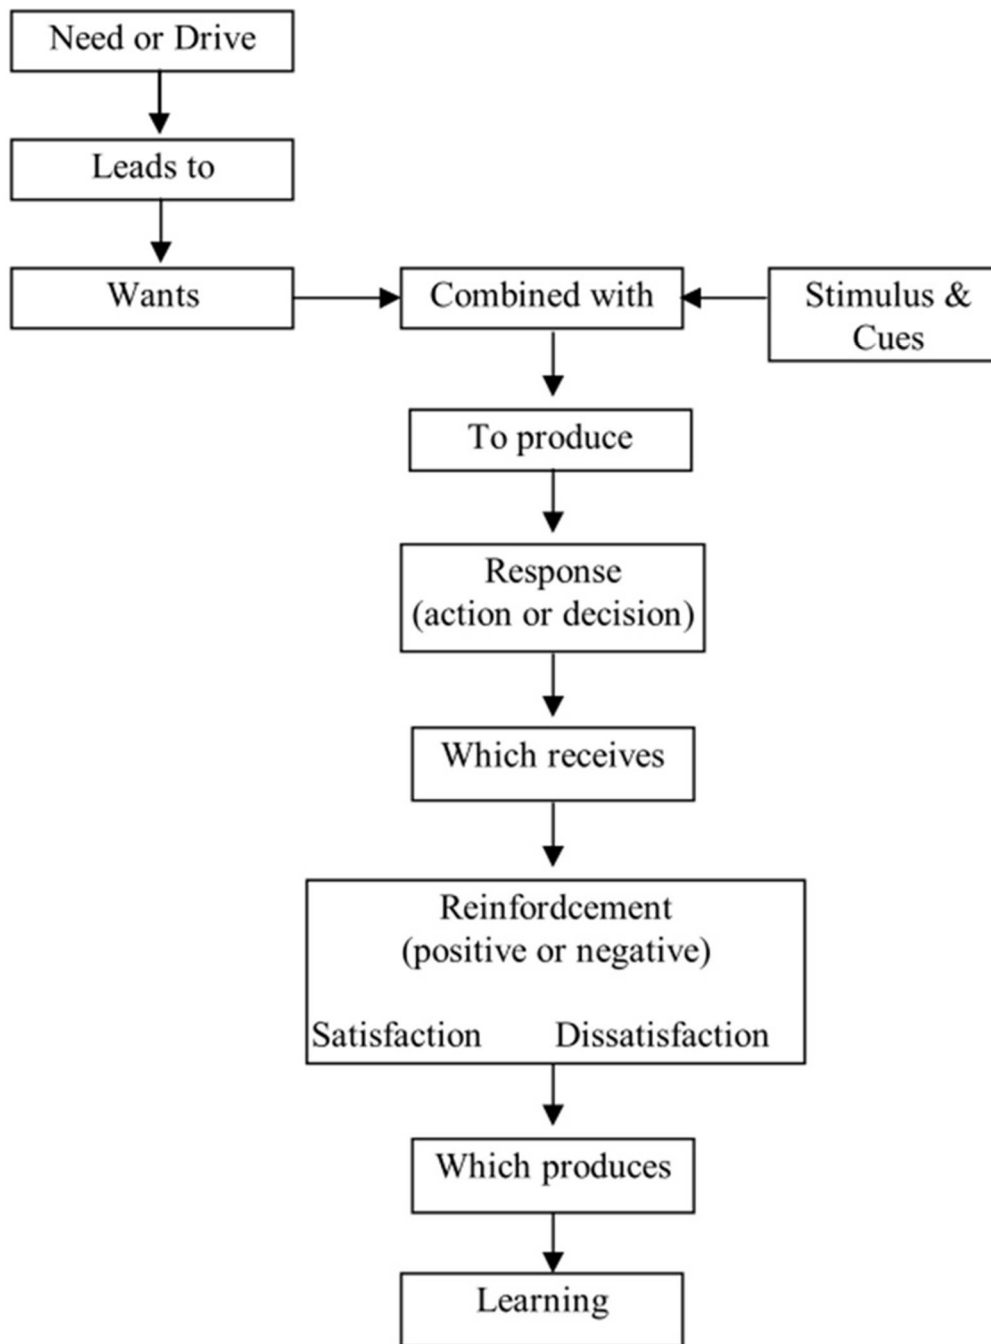 Need or Drive
Leads to
Wants
Combined with
Stimulus &
Cues
To produce
Response
(action or decision)
Which receives
Reinfordcement
(positive or negative)
Satisfaction Dissatisfaction
Which produces
Learning